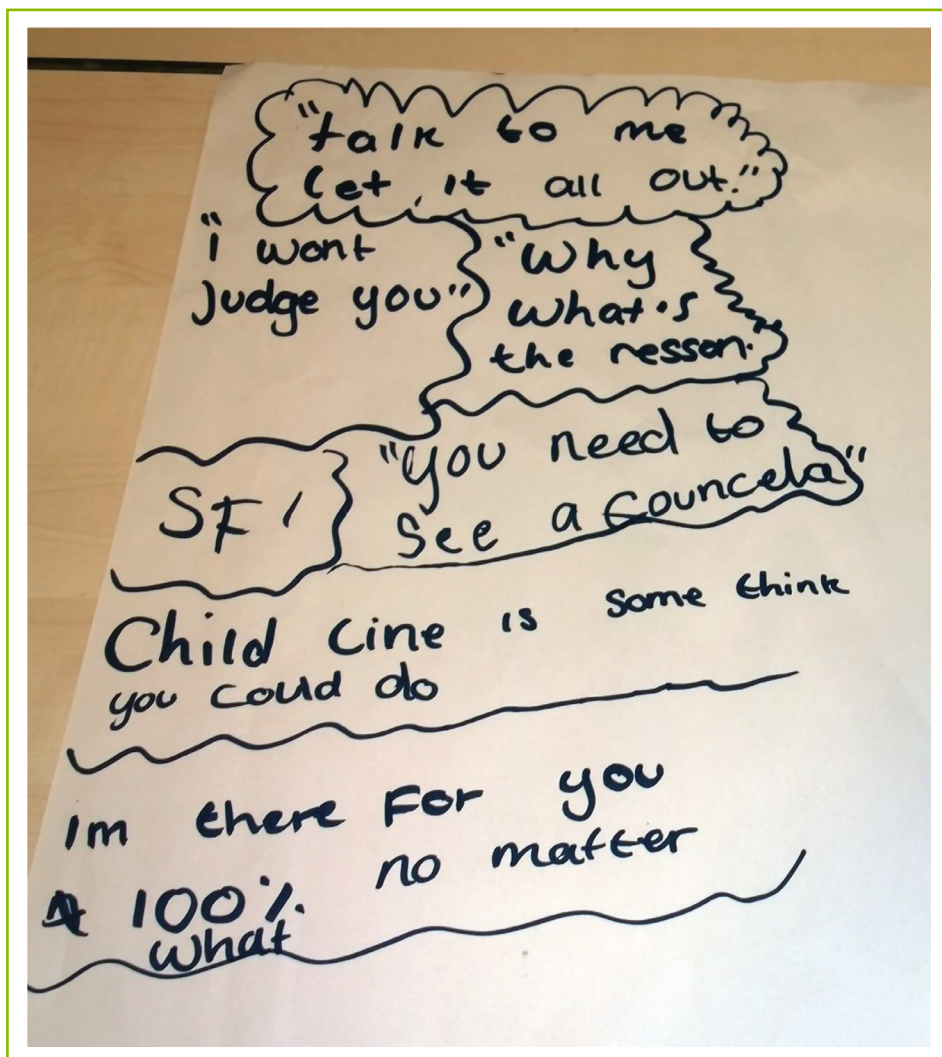 "talk to me
let it all out."
"i wont
Judge you"
"Why
what's
the resson.
SF
"you need to
See a Councela"
Child Line is some think
you could do
Im there For you
100% no matter
what